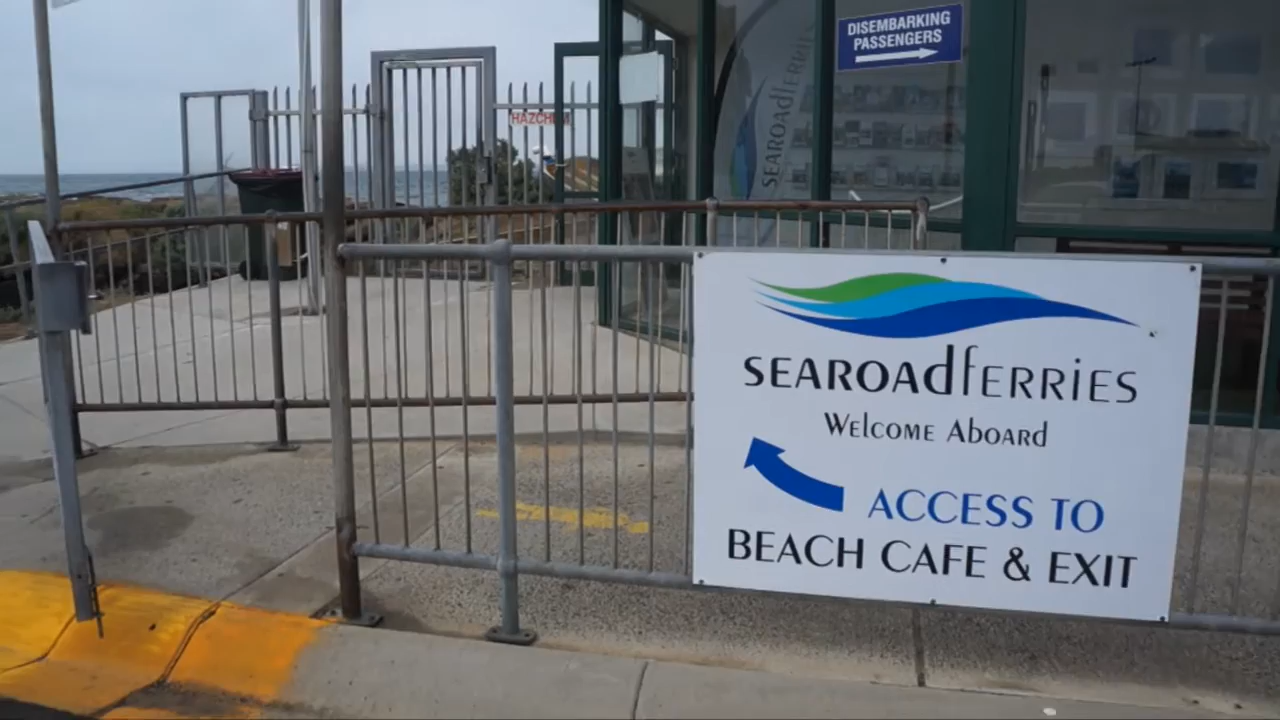 DISEMBARKING
PASSENGERS
HAZCHEM
SEAROAdfERRiES
SEAROAdfERRiES
Welcome Aboard
ACCESS TO
BEACH CAFE & EXIT